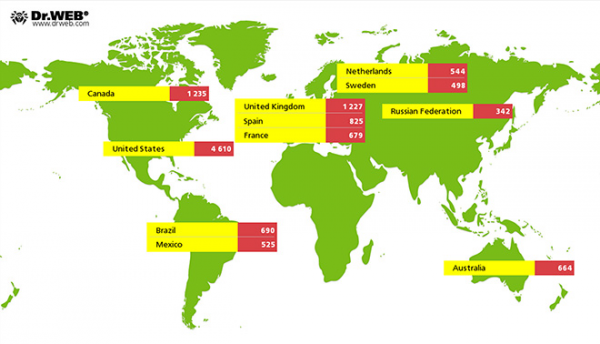 Dr.WEB®
www.drweb.com
Netherlands 544
Sweden 498
Canada 1 235
United Kingdom 1 227
Spain 825
France 679
Russian Federation 342
United States 4 610
Brazil 690
Mexico 525
Australia 664